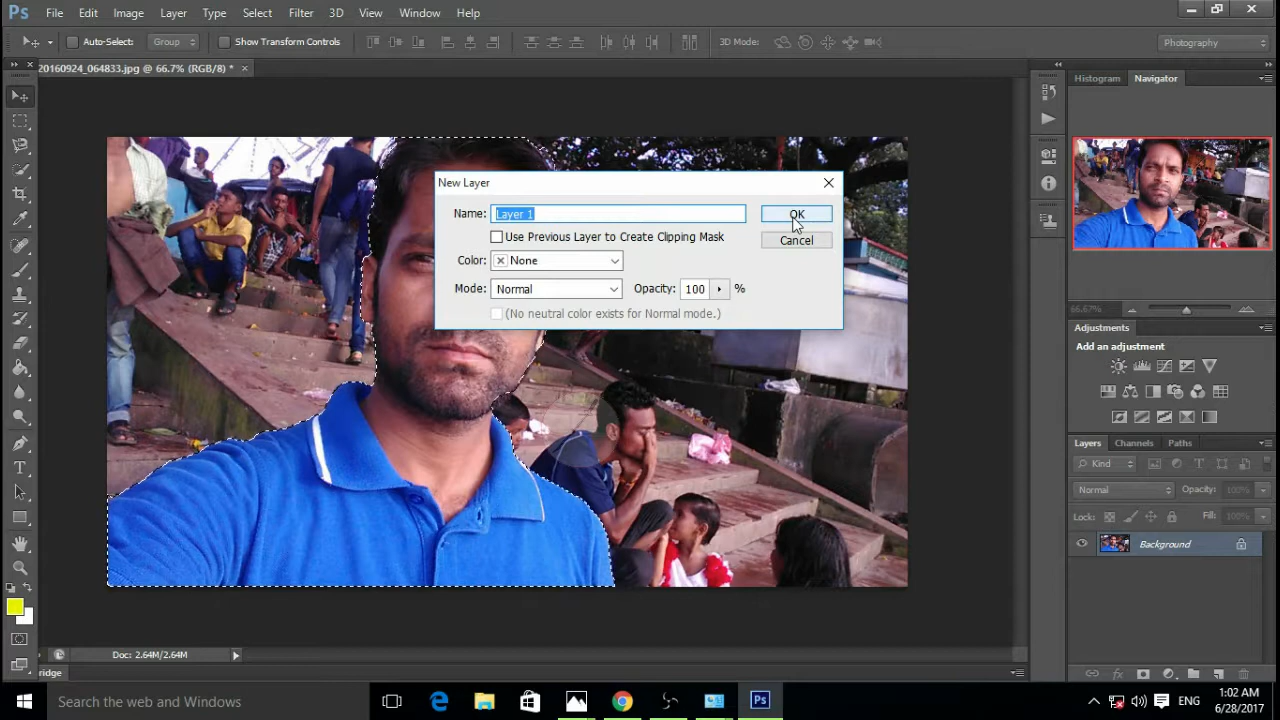 Ps File Edit Image Layer Type Select Filter 3D View Window Help
Auto-Select: Group Show Transform Controls 3D Mode: Photography
20160924_064833.jpg @ 66.7% (RGB/8) *
Histogram Navigator
New Layer
Name: Layer 1 OK
Use Previous Layer to Create Clipping Mask Cancel
Color: None
Mode: Normal Opacity: 100 %
(No neutral color exists for Normal mode.)
66.67%
Adjustments
Add an adjustment
Layers Channels Paths
Kind
Normal Opacity: 100%
Lock: Fill: 100%
Background
Doc: 2.64M/2.64M
ridge
Search the web and Windows
Ps
ENG
1:02 AM
6/28/2017